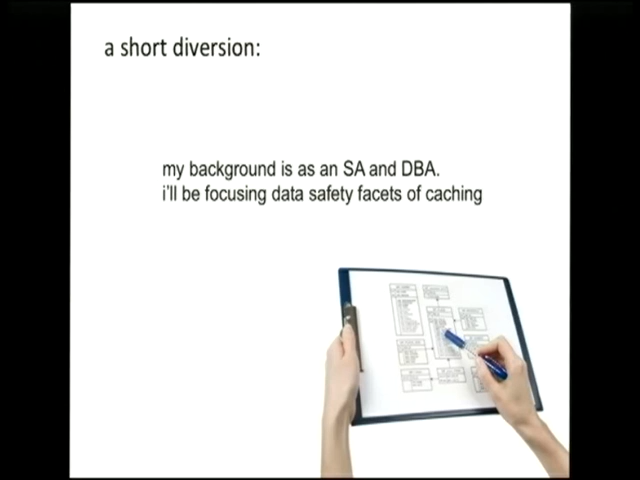 a short diversion:
my background is as an SA and DBA.
i'll be focusing data safety facets of caching